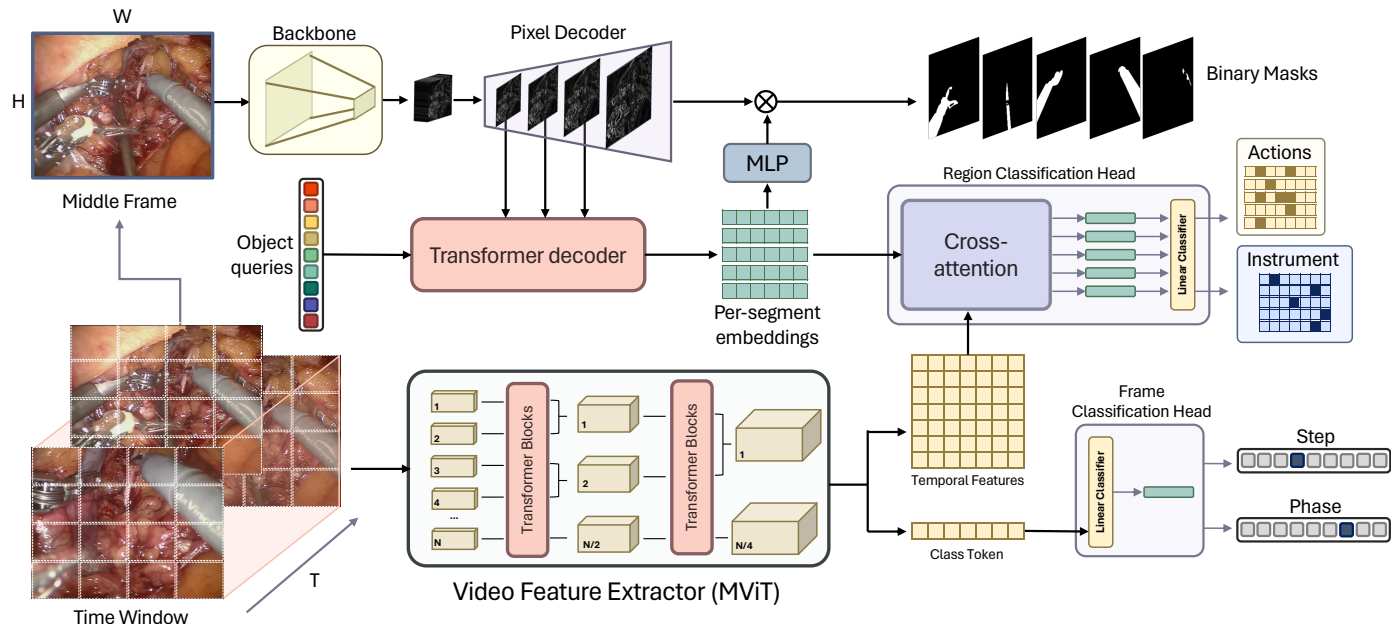 W
H
Middle Frame
Backbone
Pixel Decoder
Binary Masks
MLP
Object
queries
Transformer decoder
Per-segment
embeddings
Region Classification Head
Cross-
attention
Linear Classifier
Actions
Instrument
Time Window
T
1
2
3
4
...
N
Transformer Blocks
1
2
N/2
Transformer Blocks
1
N/4
Video Feature Extractor (MViT)
Temporal Features
Class Token
Frame
Classification Head
Linear Classifier
Step
Phase